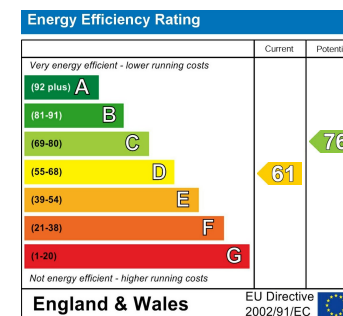 Energy Efficiency Rating
Current Potenti
Very energy efficient - lower running costs
(92 plus) A
(81-91) B
(69-80) C 76
(55-68) D 61
(39-54) E
(21-38) F
(1-20) G
Not energy efficient - higher running costs
England & Wales
EU Directive
2002/91/EC